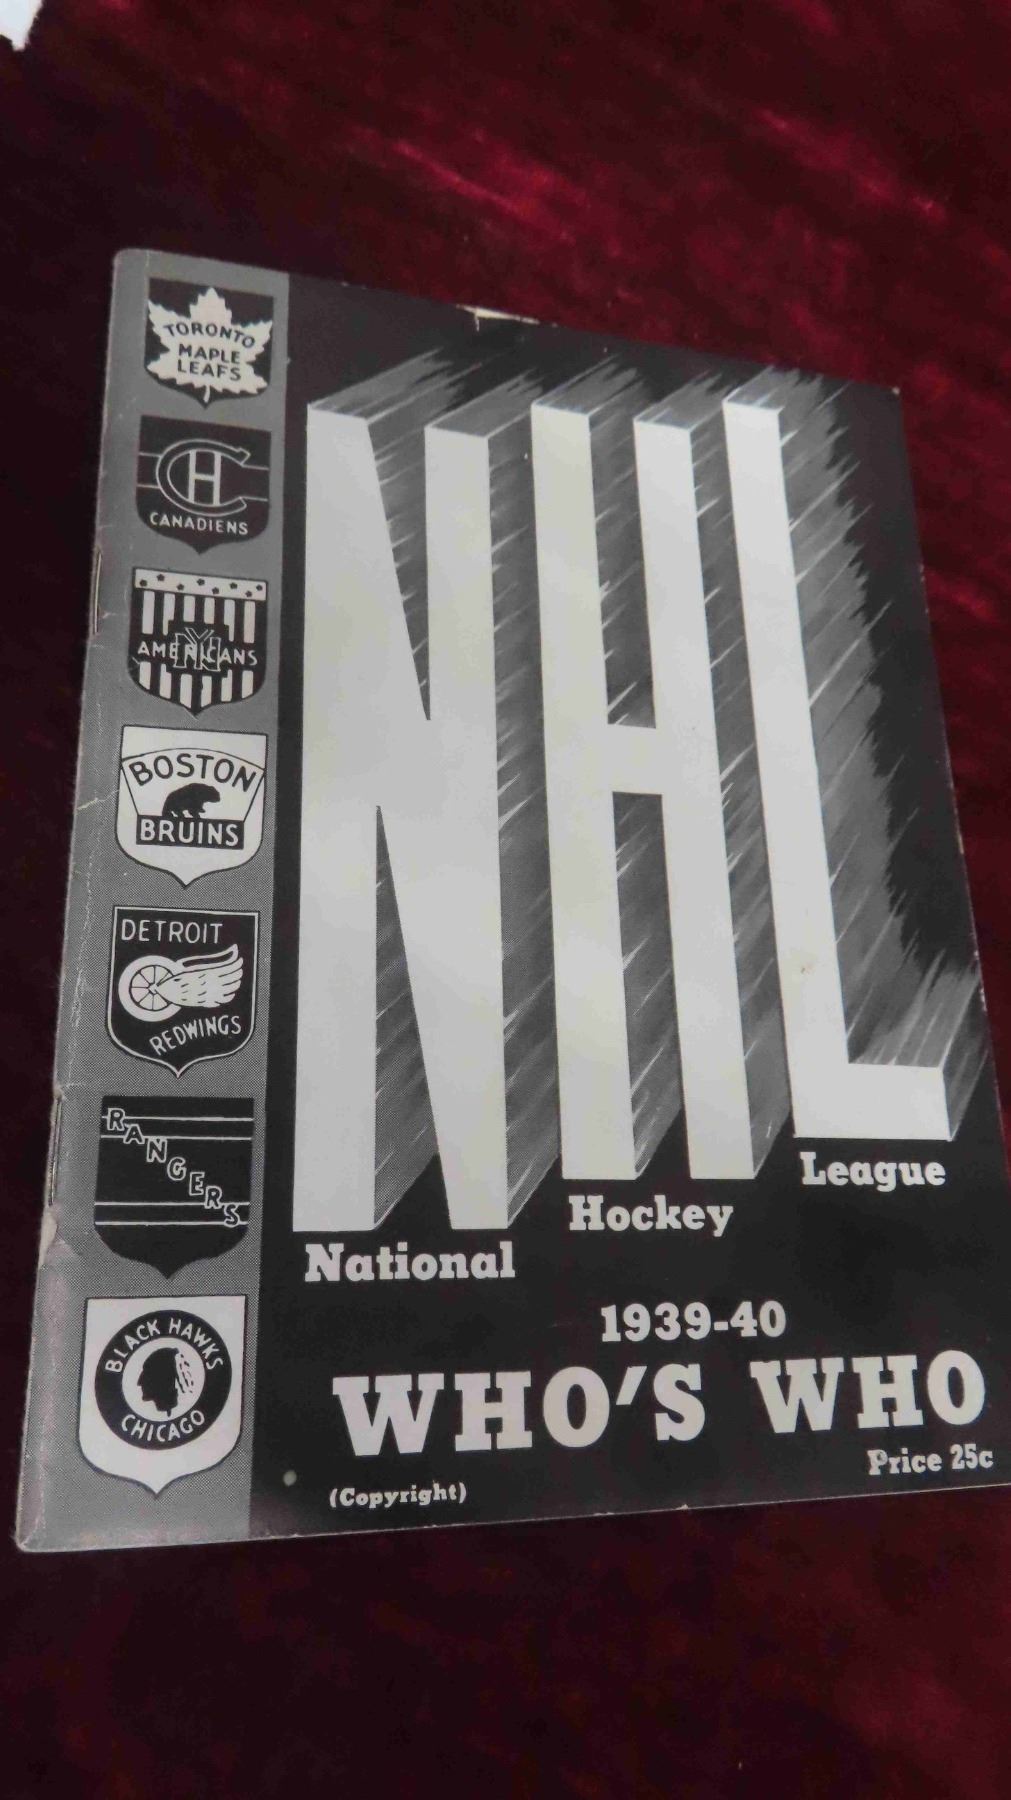 TORONTO
MAPLE
LEAFS
CH
CANADIENS
NY
AMERICANS
BOSTON
BRUINS
DETROIT
REDWINGS
RANGERS
BLACK HAWKS
CHICAGO
NHL
National
Hockey
League
1939-40
WHO'S WHO
Price 25c
(Copyright)